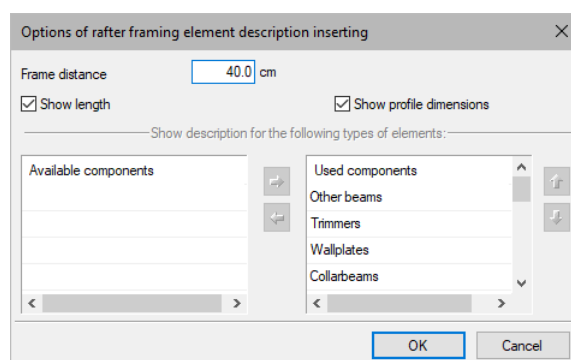 Options of rafter framing element description inserting
Frame distance 40.0 cm
Show length Show profile dimensions
Show description for the following types of elements:
Available components Used components
Other beams
Trimmers
Wallplates
Collarbeams
OK Cancel